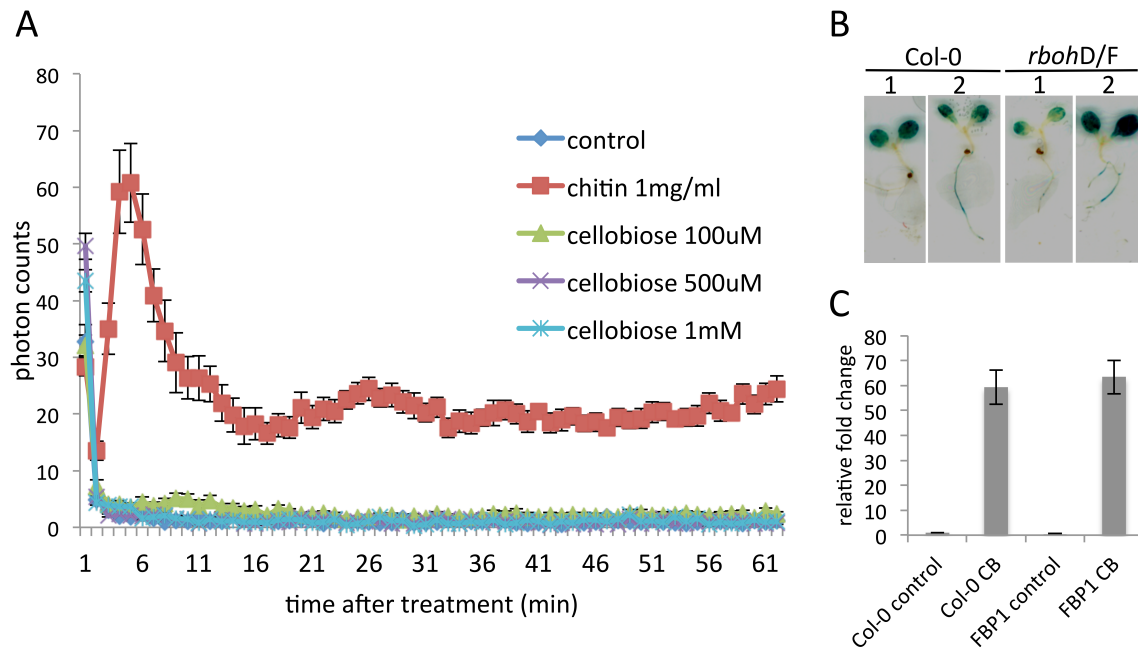 A
80
70
60
50
40
30
20
10
0
photon counts
1 6 11 16 21 26 31 36 41 46 51 56 61
time after treatment (min)
control
chitin 1mg/ml
cellobiose 100uM
cellobiose 500uM
cellobiose 1mM
B
Col-0 rbohD/F
1 2 1 2
C
80
70
60
50
40
30
20
10
0
relative fold change
Col-0 control
Col-0 CB
FBP1 control
FBP1 CB